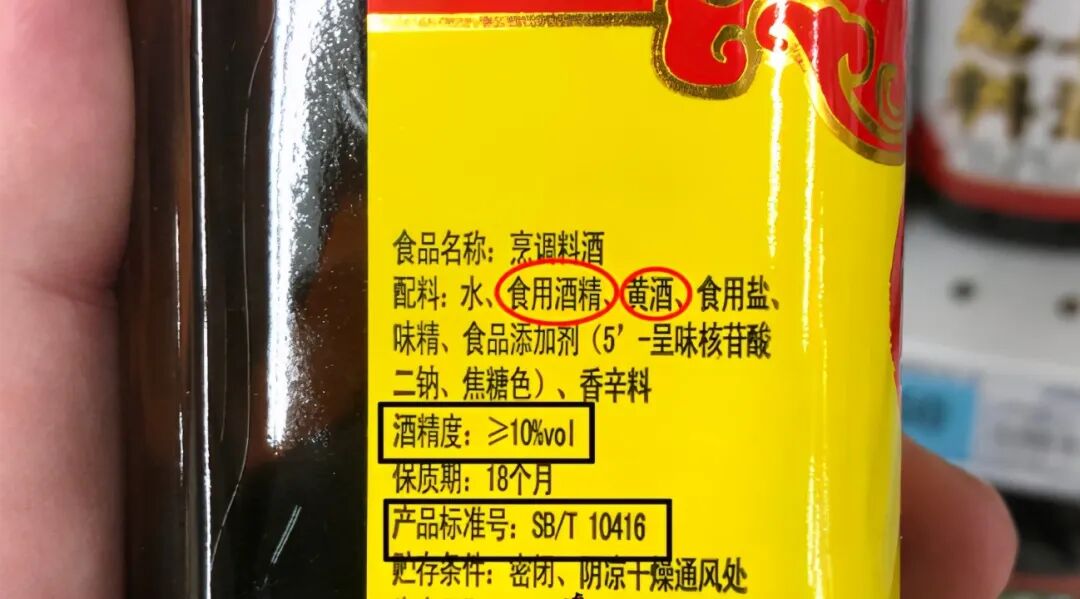 食品名称：烹调料酒
配料：水、食用酒精、黄酒、食用盐、
味精、食品添加剂（5’-呈味核苷酸
二钠、焦糖色）、香辛料
酒精度：≥10%vol
保质期：18个月
产品标准号：SB/T 10416
贮存条件：密闭、阴凉干燥通风处